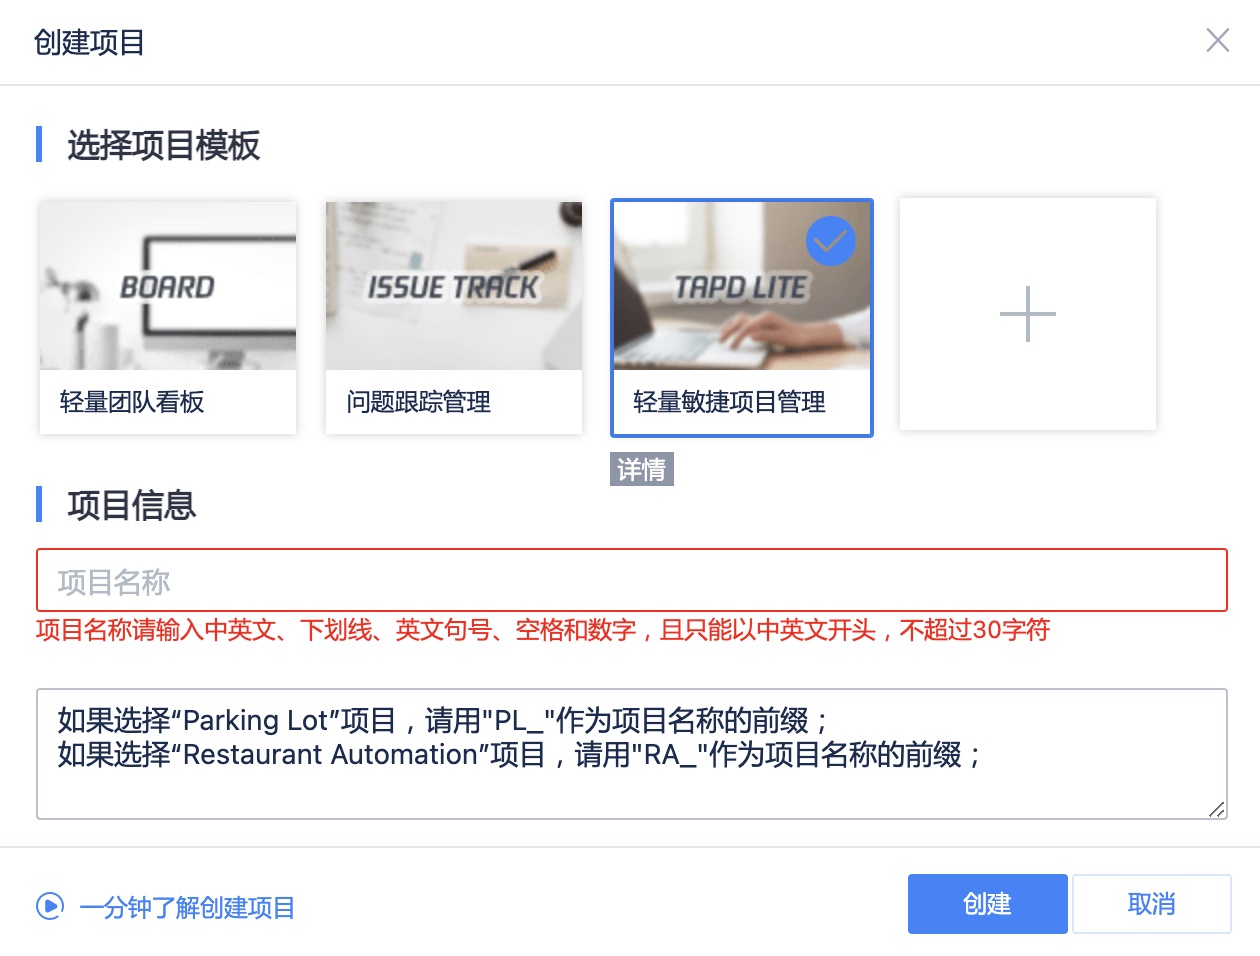 创建项目
选择项目模板
BOARD
轻量团队看板
ISSUE TRACK
问题跟踪管理
TAPD LITE
轻量敏捷项目管理
详情
项目信息
项目名称
项目名称请输入中英文、下划线、英文句号、空格和数字，且只能以中英文开头，不超过30字符
如果选择“Parking Lot”项目，请用"PL_"作为项目名称的前缀；
如果选择“Restaurant Automation”项目，请用"RA_"作为项目名称的前缀；
一分钟了解创建项目
创建
取消